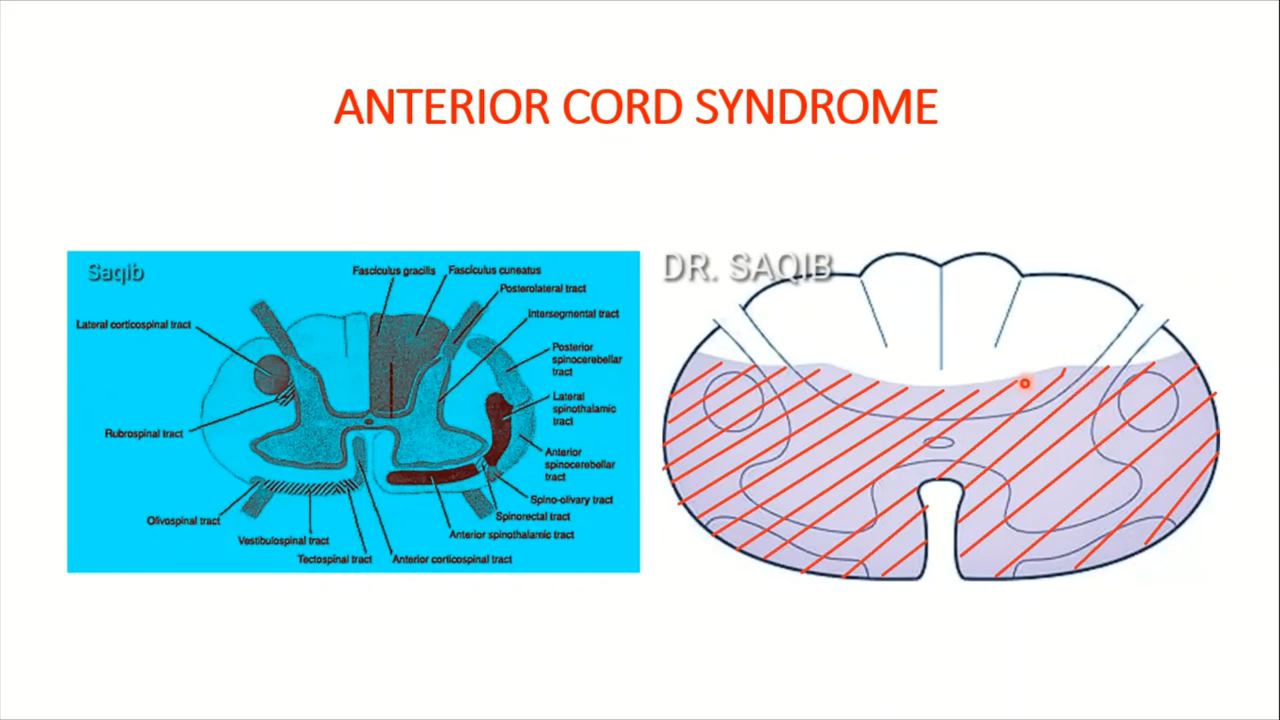 ANTERIOR CORD SYNDROME
Saqib
Fasciculus gracilis
Fasciculus cuneatus
Posterolateral tract
Intersegmental tract
Lateral corticospinal tract
Posterior
spinocerebellar
tract
Lateral
spinothalamic
tract
Rubrospinal tract
Anterior
spinocerebellar
tract
Spino-olivary tract
Olivospinal tract
Spinorectal tract
Vestibulospinal tract
Anterior spinothalamic tract
Tectospinal tract
Anterior corticospinal tract
DR. SAQIB